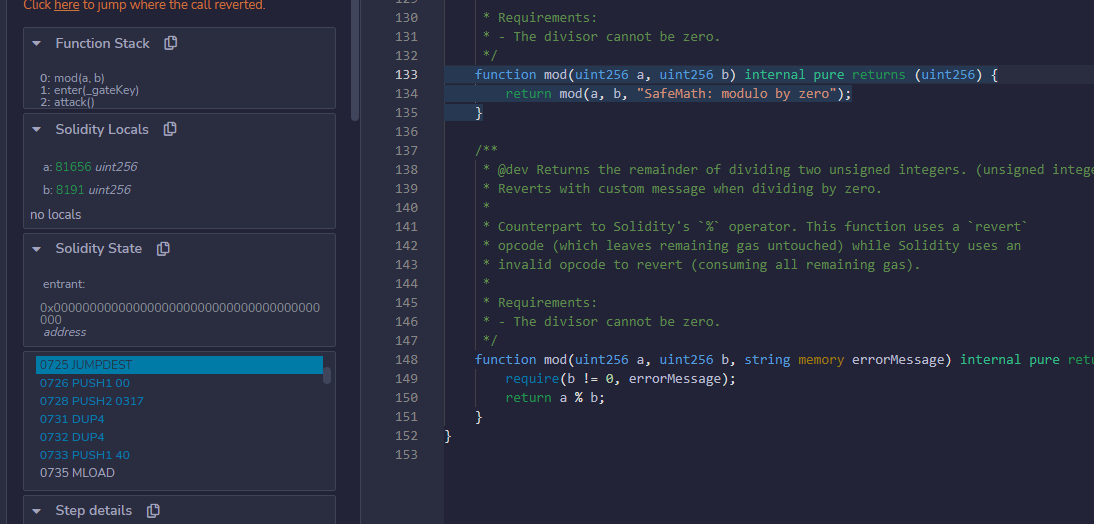 Click here to jump where the call reverted.
Function Stack
0: mod(a, b)
1: enter(_gateKey)
2: attack()
Solidity Locals
a: 81656 uint256
b: 8191 uint256
no locals
Solidity State
entrant:
0x00000000000000000000000000000000000000
000
address
0725 JUMPDEST
0726 PUSH1 00
0728 PUSH2 0317
0731 DUP4
0732 DUP4
0733 PUSH1 40
0735 MLOAD
Step details
130 * Requirements:
131 * - The divisor cannot be zero.
132 */
133 function mod(uint256 a, uint256 b) internal pure returns (uint256) {
134 return mod(a, b, "SafeMath: modulo by zero");
135 }
136
137 /**
138 * @dev Returns the remainder of dividing two unsigned integers. (unsigned intege
139 * Reverts with custom message when dividing by zero.
140 *
141 * Counterpart to Solidity's `%` operator. This function uses a `revert`
142 * opcode (which leaves remaining gas untouched) while Solidity uses an
143 * invalid opcode to revert (consuming all remaining gas).
144 *
145 * Requirements:
146 * - The divisor cannot be zero.
147 */
148 function mod(uint256 a, uint256 b, string memory errorMessage) internal pure retu
149 require(b != 0, errorMessage);
150 return a % b;
151 }
152 }
153